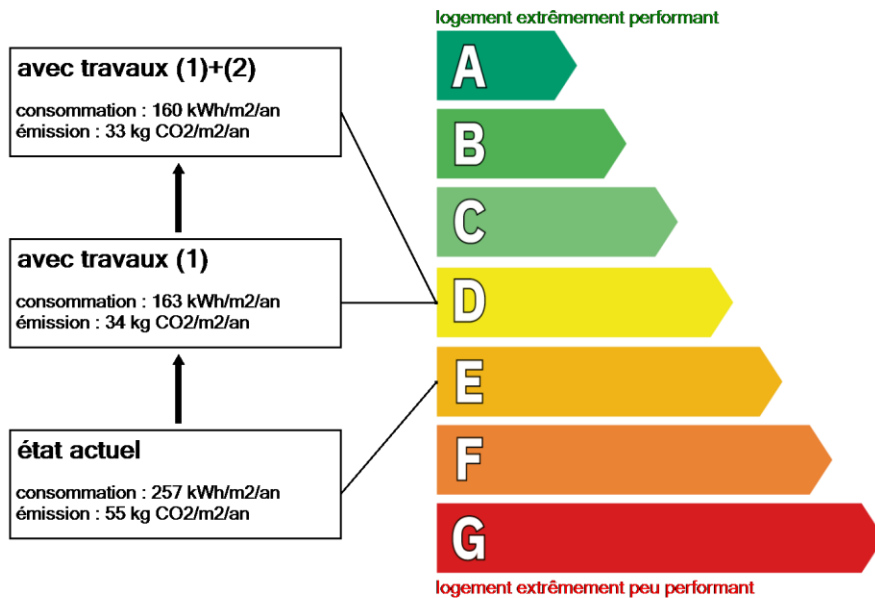 logement extrêmement performant
avec travaux (1)+(2)
consommation : 160 kWh/m2/an
émission : 33 kg CO2/m2/an
avec travaux (1)
consommation : 163 kWh/m2/an
émission : 34 kg CO2/m2/an
état actuel
consommation : 257 kWh/m2/an
émission : 55 kg CO2/m2/an
A
B
C
D
E
F
G
logement extrêmement peu performant